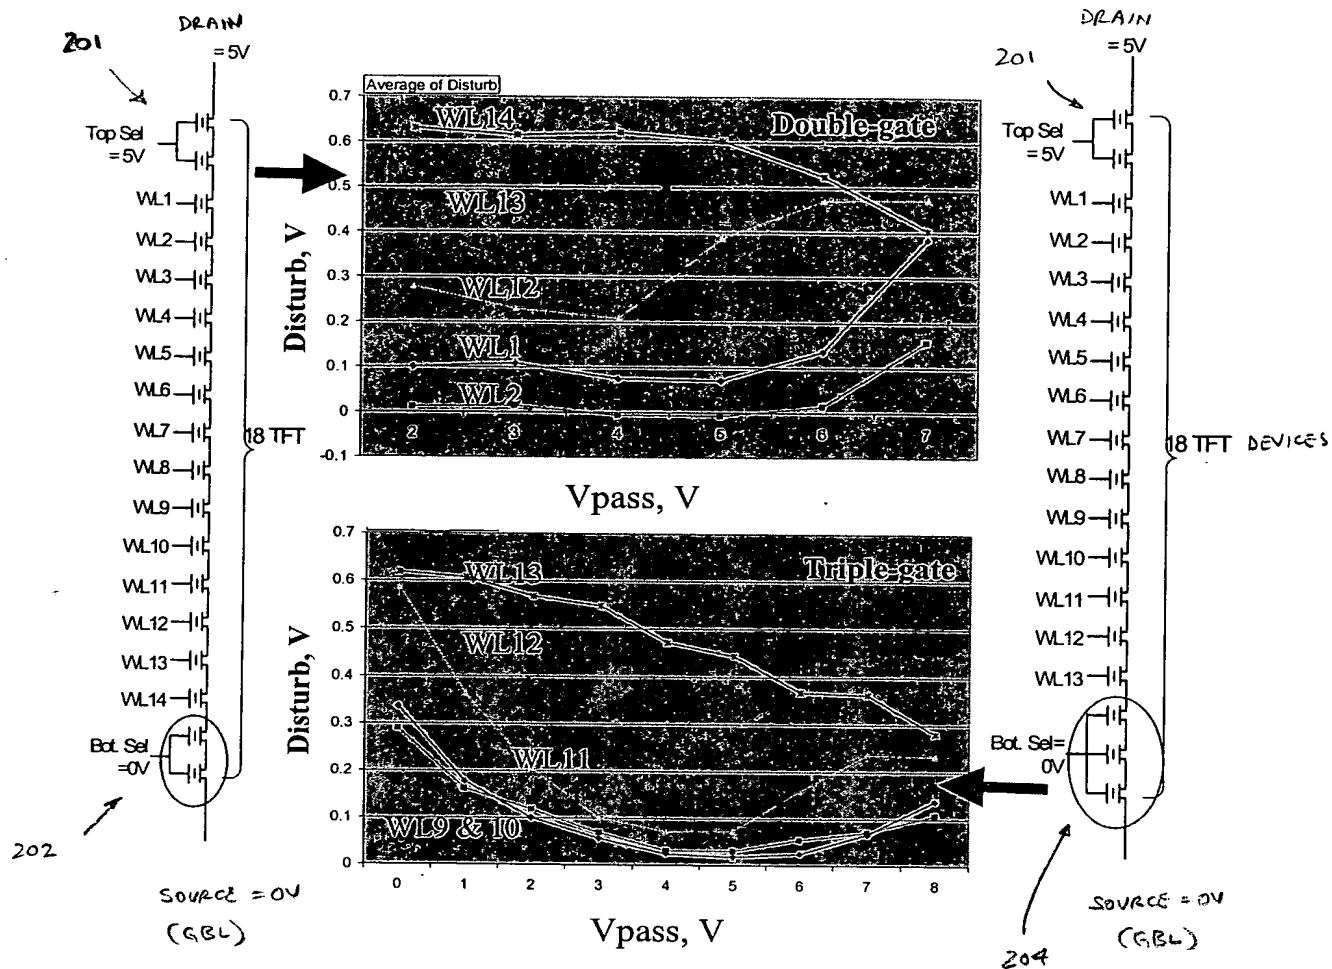 DRAIN
= 5V
201
Top Sel
= 5V
WL1
WL2
WL3
WL4
WL5
WL6
WL7
WL8
WL9
WL10
WL11
WL12
WL13
WL14
Bot. Sel
=0V
18 TFT
202
SOURCE = 0V
(GBL)
Average of Disturb
Double-gate
Disturb, V
0.7
0.6
0.5
0.4
0.3
0.2
0.1
0
-0.1
WL14
WL13
WL12
WL1
WL2
2 3 4 5 6 7
Vpass, V
Triple-gate
Disturb, V
0.7
0.6
0.5
0.4
0.3
0.2
0.1
0
WL13
WL12
WL11
WL9 & 10
0 1 2 3 4 5 6 7 8
Vpass, V
DRAIN
= 5V
201
Top Sel
= 5V
WL1
WL2
WL3
WL4
WL5
WL6
WL7
WL8
WL9
WL10
WL11
WL12
WL13
Bot. Sel=
0V
18 TFT DEVICES
SOURCE = 0V
(GBL)
204